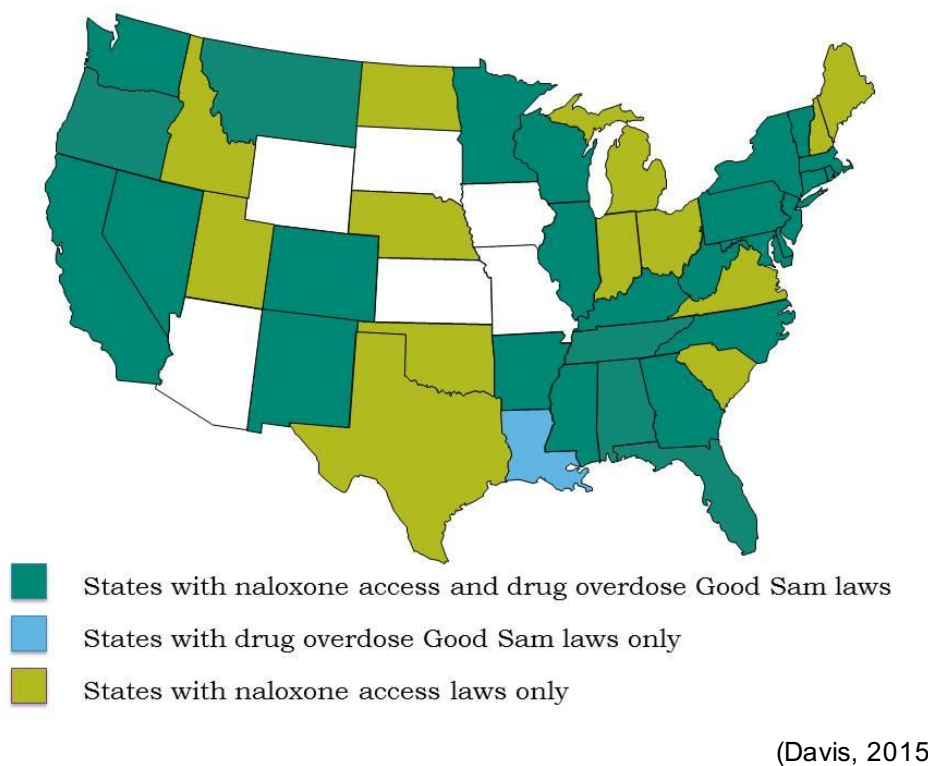 States with naloxone access and drug overdose Good Sam laws
States with drug overdose Good Sam laws only
States with naloxone access laws only
(Davis, 2015